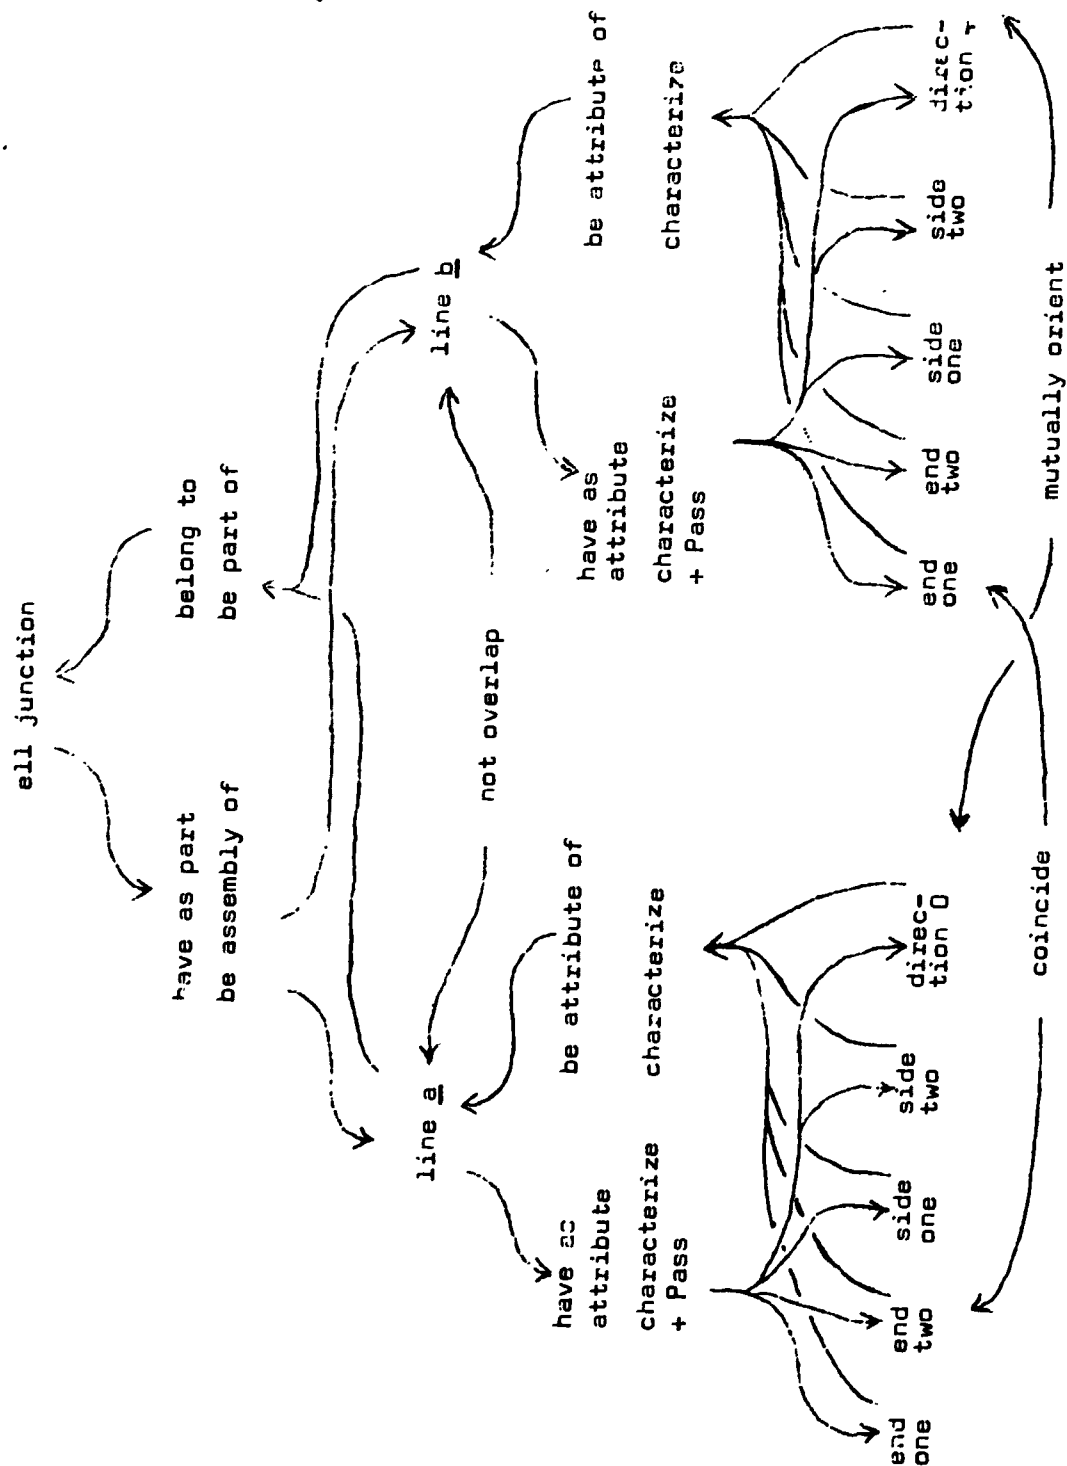 ell junction
have as part
be assembly of
belong to
be part of
line a
not overlap
line b
have as
attribute
characterize
+ Pass
be attribute of
characterize
have as
attribute
characterize
+ Pass
be attribute of
characterize
end
one
end
two
side
one
side
two
direc-
tion
end
one
end
two
side
one
side
two
direc-
tion
coincide
mutually orient